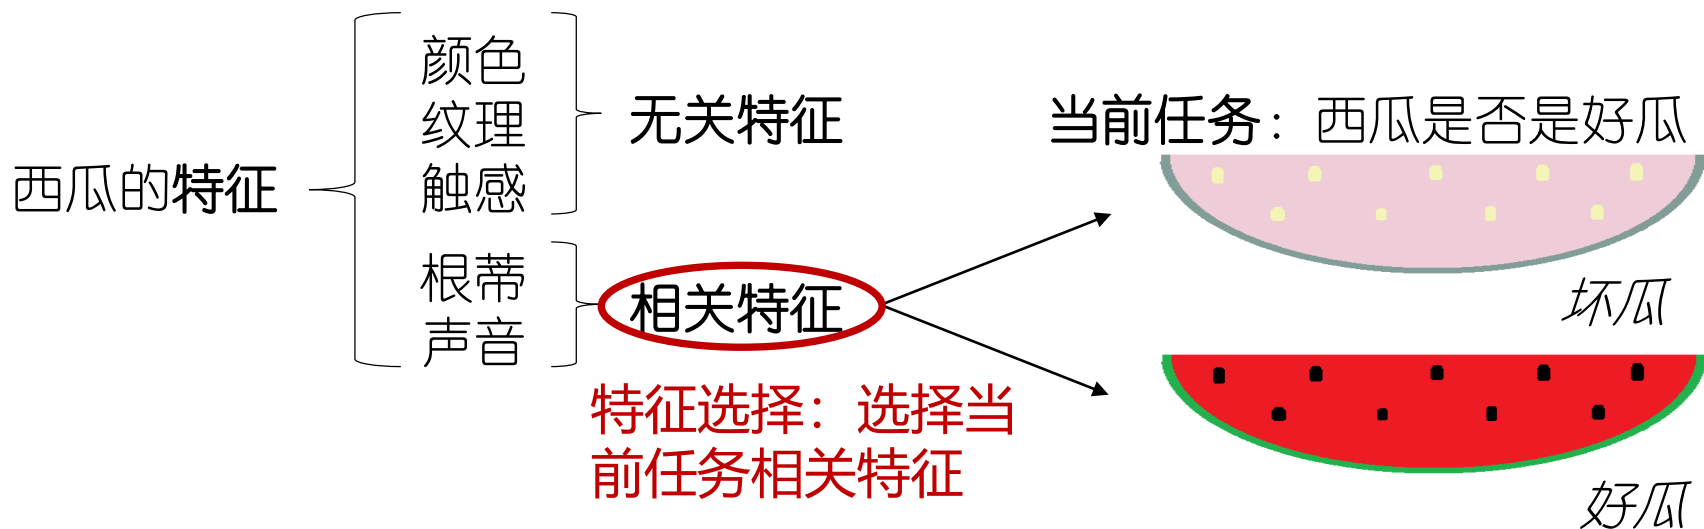 西瓜的特征
颜色
纹理
触感
根蒂
声音
无关特征
相关特征
特征选择：选择当
前任务相关特征
当前任务：西瓜是否是好瓜
坏瓜
好瓜